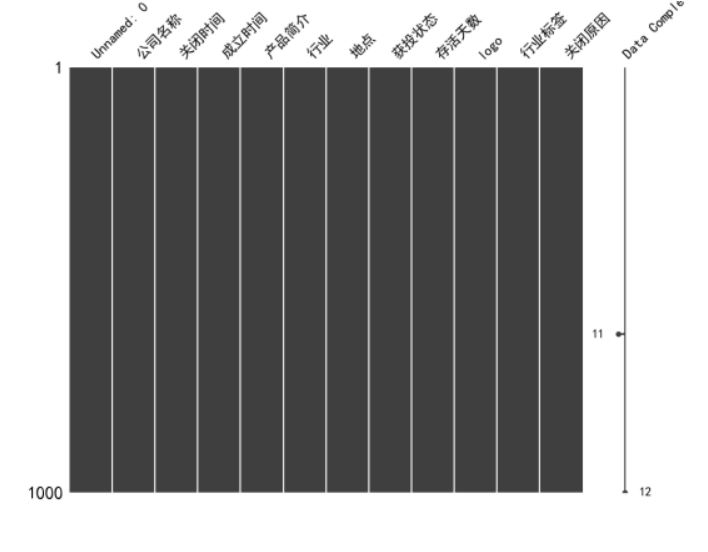 Unnamed: 0
公司名称
关闭时间
成立时间
产品简介
行业
地点
获投状态
存活天数
logo
行业标签
关闭原因
Data Comple
1
11
1000
12